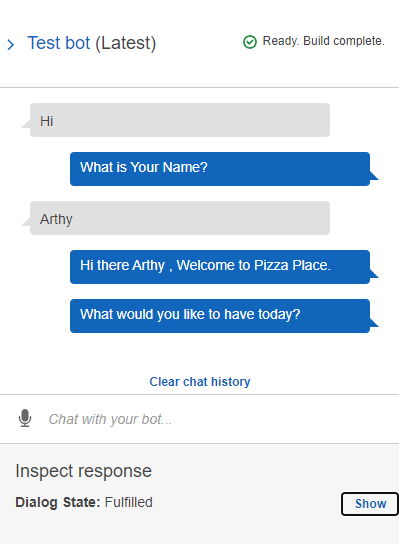 Test bot (Latest)
Ready. Build complete.
Hi
What is Your Name?
Arthy
Hi there Arthy , Welcome to Pizza Place.
What would you like to have today?
Clear chat history
Chat with your bot...
Inspect response
Dialog State: Fulfilled
Show